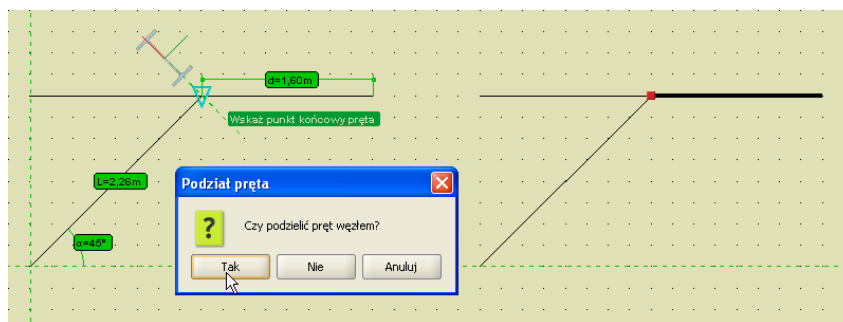 d=1,60m
Wskaż punkt końcowy pręta
L=2,26m
α=45°
Podział pręta
?
Czy podzielić pręt węzłem?
Tak
Nie
Anuluj